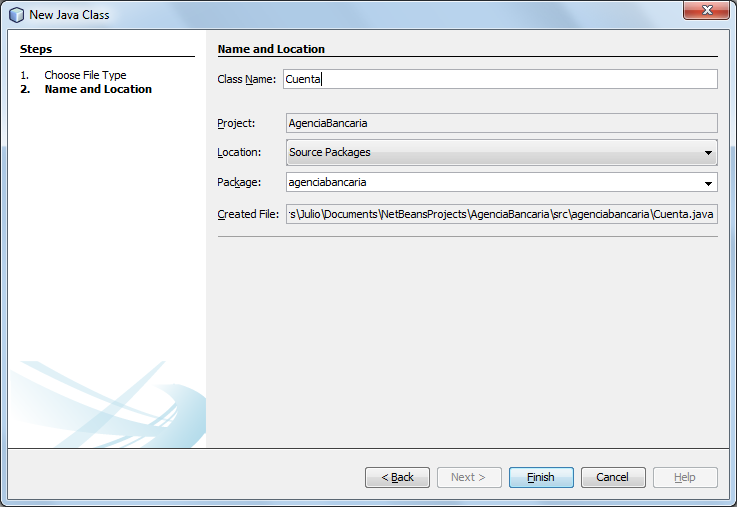 New Java Class
Steps
1. Choose File Type
2. Name and Location
Name and Location
Class Name: Cuenta
Project: AgenciaBancaria
Location: Source Packages
Package: agenciabancaria
Created File: s\Julio\Documents\NetBeansProjects\AgenciaBancaria\src\agenciabancaria\Cuenta.java
< Back Next > Finish Cancel Help